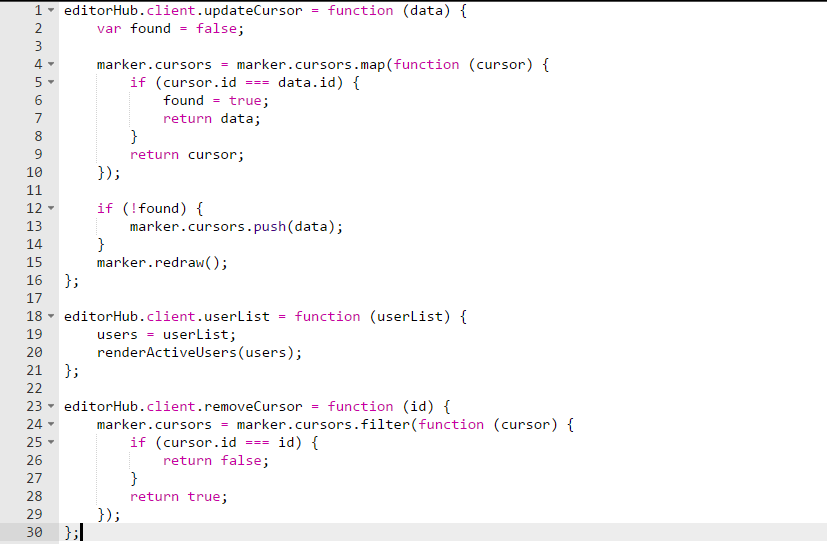 1 editorHub.client.updateCursor = function (data) {
2     var found = false;
3
4     marker.cursors = marker.cursors.map(function (cursor) {
5         if (cursor.id === data.id) {
6             found = true;
7             return data;
8         }
9         return cursor;
10     });
11
12     if (!found) {
13         marker.cursors.push(data);
14     }
15     marker.redraw();
16 };
17
18 editorHub.client.userList = function (userList) {
19     users = userList;
20     renderActiveUsers(users);
21 };
22
23 editorHub.client.removeCursor = function (id) {
24     marker.cursors = marker.cursors.filter(function (cursor) {
25         if (cursor.id === id) {
26             return false;
27         }
28         return true;
29     });
30 };